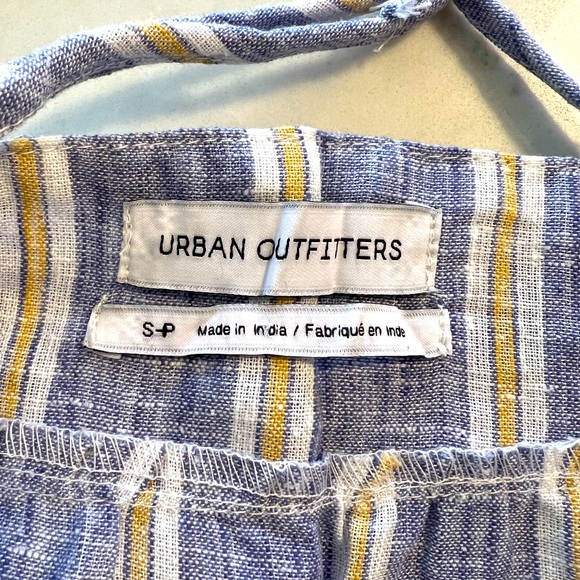 URBAN OUTFITTERS
S-P Made in India / Fabriqué en Inde